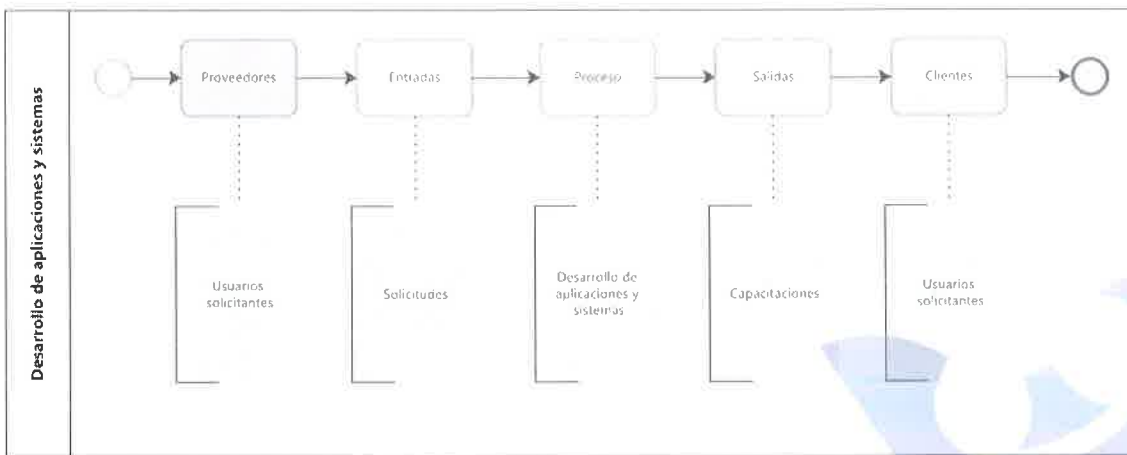 Desarrollo de aplicaciones y sistemas
Proveedores
Entradas
Proceso
Salidas
Clientes
Usuarios
solicitantes
Solicitudes
Desarrollo de
aplicaciones y
sistemas
Capacitaciones
Usuarios
solicitantes